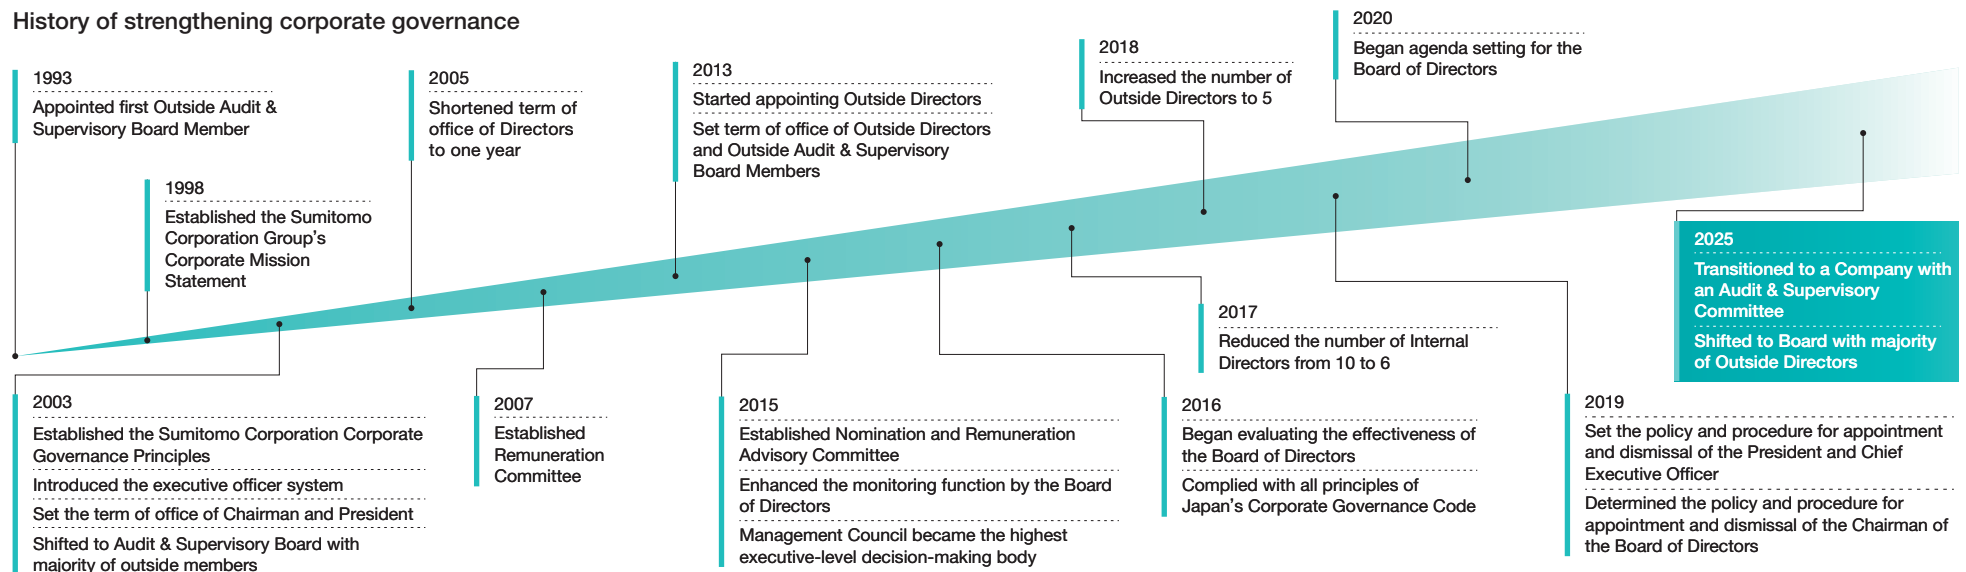 History of strengthening corporate governance
1993
Appointed first Outside Audit &
Supervisory Board Member
1998
Established the Sumitomo
Corporation Group's
Corporate Mission
Statement
2003
Established the Sumitomo Corporation Corporate
Governance Principles
Introduced the executive officer system
Set the term of office of Chairman and President
Shifted to Audit & Supervisory Board with
majority of outside members
2005
Shortened term of
office of Directors
to one year
2007
Established
Remuneration
Committee
2013
Started appointing Outside Directors
Set term of office of Outside Directors
and Outside Audit & Supervisory
Board Members
2015
Established Nomination and Remuneration
Advisory Committee
Enhanced the monitoring function by the Board
of Directors
Management Council became the highest
executive-level decision-making body
2016
Began evaluating the effectiveness of
the Board of Directors
Complied with all principles of
Japan's Corporate Governance Code
2017
Reduced the number of Internal
Directors from 10 to 6
2018
Increased the number of
Outside Directors to 5
2019
Set the policy and procedure for appointment
and dismissal of the President and Chief
Executive Officer
Determined the policy and procedure for
appointment and dismissal of the Chairman of
the Board of Directors
2020
Began agenda setting for the
Board of Directors
2025
Transitioned to a Company with
an Audit & Supervisory
Committee
Shifted to Board with majority
of Outside Directors